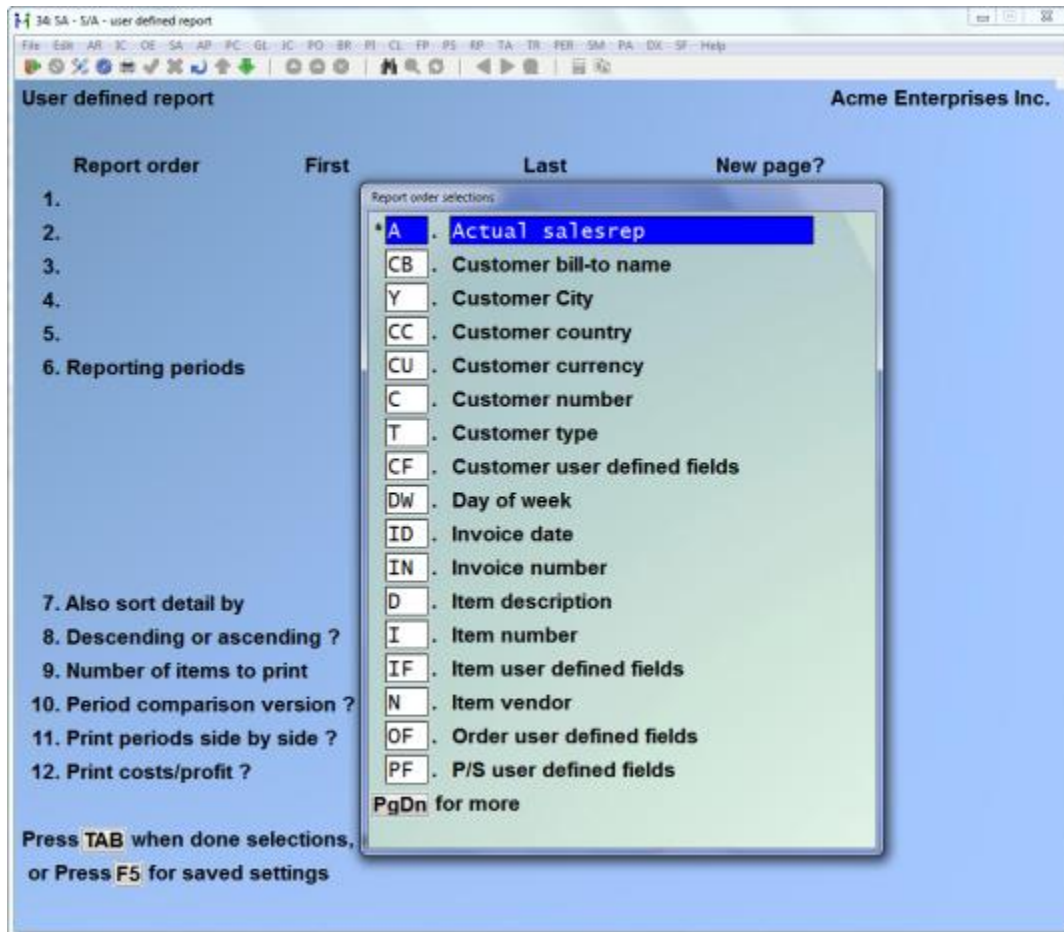 34: SA - S/A - user defined report
File Edit AR IC OE SA AP PC GL JC PO BR PI CL FP PS RP TA TR PER SM PA DX SF Help
User defined report Acme Enterprises Inc.
Report order First Last New page?
1.
2.
3.
4.
5.
6. Reporting periods
7. Also sort detail by
8. Descending or ascending ?
9. Number of items to print
10. Period comparison version ?
11. Print periods side by side ?
12. Print costs/profit ?
Press TAB when done selections,
or Press F5 for saved settings
Report order selections
*A . Actual salesrep
CB . Customer bill-to name
Y . Customer City
CC . Customer country
CU . Customer currency
C . Customer number
T . Customer type
CF . Customer user defined fields
DW . Day of week
ID . Invoice date
IN . Invoice number
D . Item description
I . Item number
IF . Item user defined fields
N . Item vendor
OF . Order user defined fields
PF . P/S user defined fields
PgDn for more